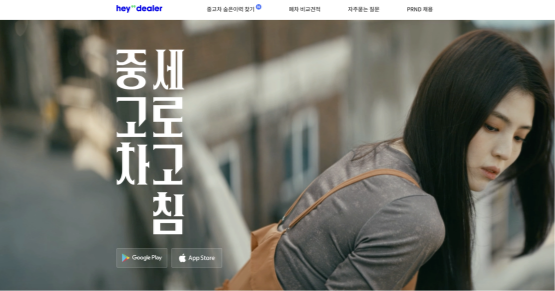 hey dealer
중고차 숨은이력 찾기
폐차 비교견적
자주묻는 질문
PRND 채용
중고차
세로고침
Google Play
App Store